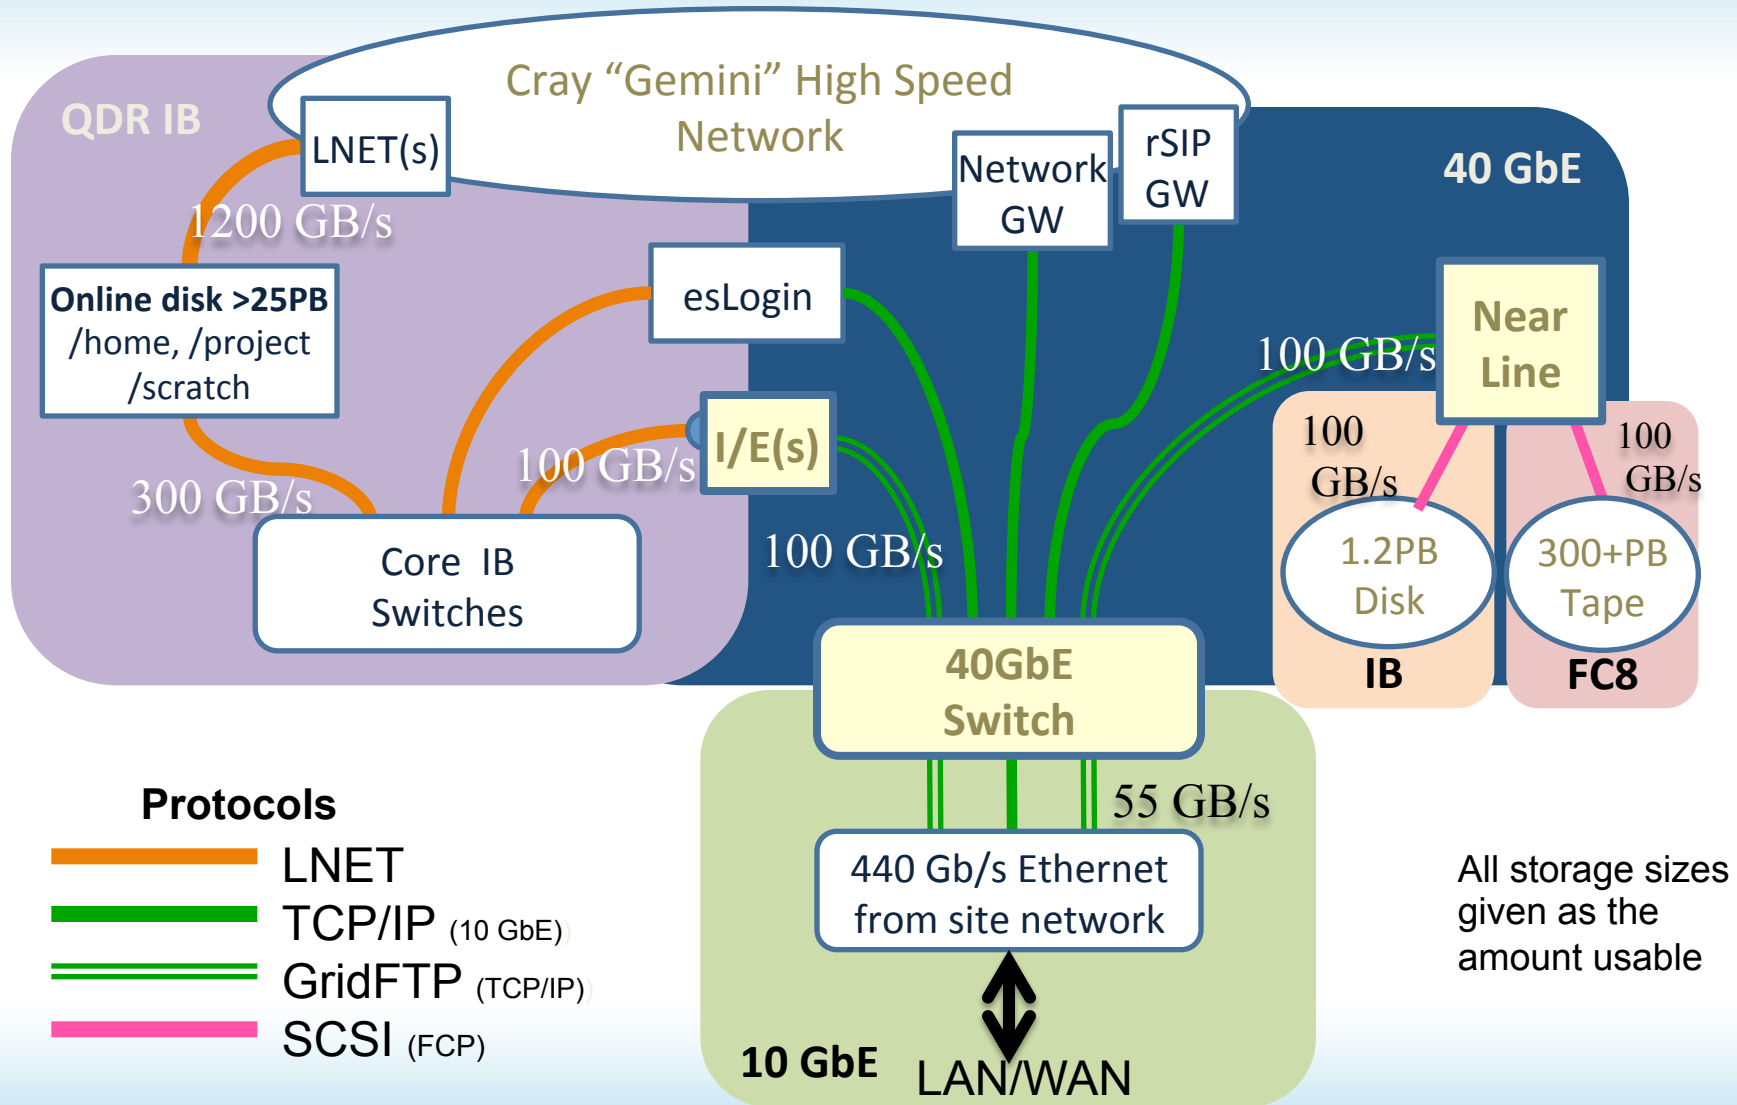 Cray “Gemini” High Speed
Network
QDR IB
LNET(s)
Network
GW
rSIP
GW
40 GbE
1200 GB/s
Online disk >25PB
/home, /project
/scratch
esLogin
Near
Line
100 GB/s
I/E(s)
100 GB/s
300 GB/s
100 GB/s
100
GB/s
100
GB/s
Core IB
Switches
1.2PB
Disk
IB
300+PB
Tape
FC8
40GbE
Switch
55 GB/s
440 Gb/s Ethernet
from site network
10 GbE
LAN/WAN
Protocols
LNET
TCP/IP (10 GbE)
GridFTP (TCP/IP)
SCSI (FCP)
All storage sizes
given as the
amount usable